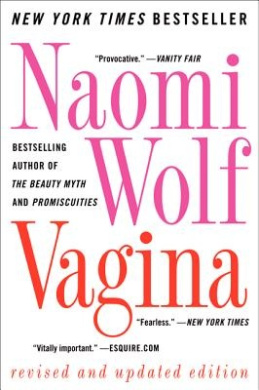 NEW YORK TIMES BESTSELLER
"Provocative." —VANITY FAIR
Naomi
BESTSELLING
AUTHOR OF
THE BEAUTY MYTH
AND PROMISCUITIES
Wolf
Vagina
"Fearless." —NEW YORK TIMES
"Vitally important." —ESQUIRE.COM
revised and updated edition